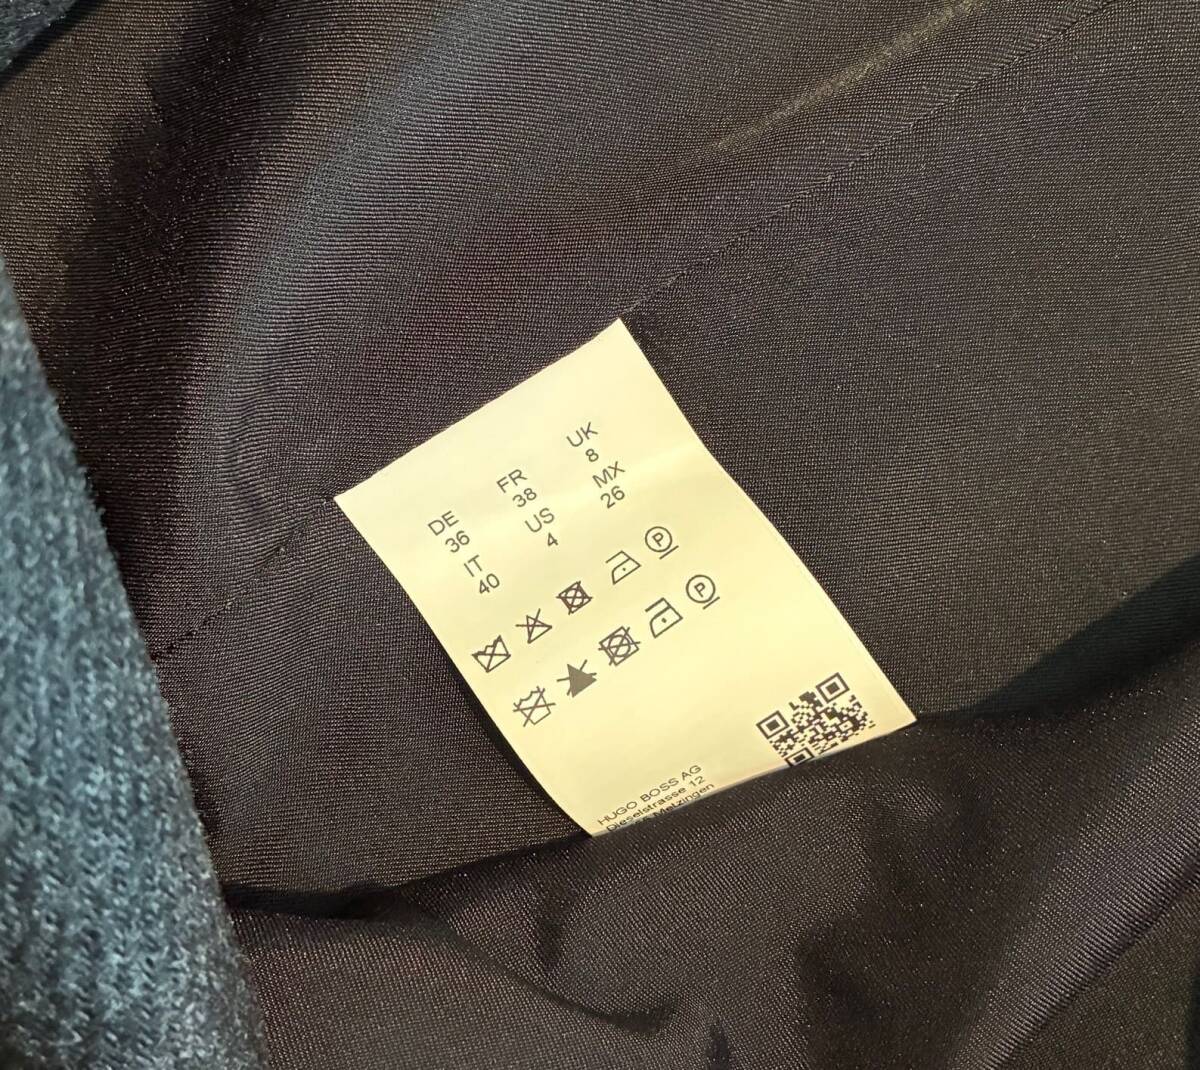 DE FR UK
36 38 8
IT US MX
40 4 26
P
P
HUGO BOSS AG
Dieselstrasse 12
Metzingen